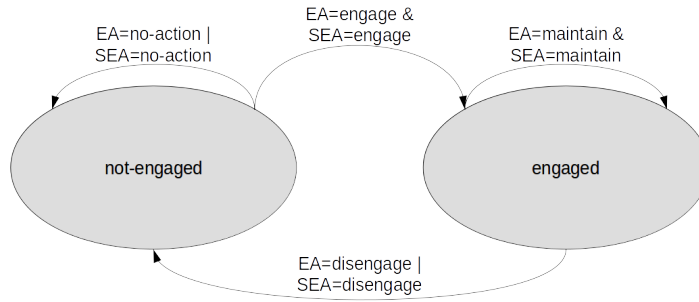 EA=no-action |
SEA=no-action
EA=engage &
SEA=engage
EA=maintain &
SEA=maintain
not-engaged
engaged
EA=disengage |
SEA=disengage